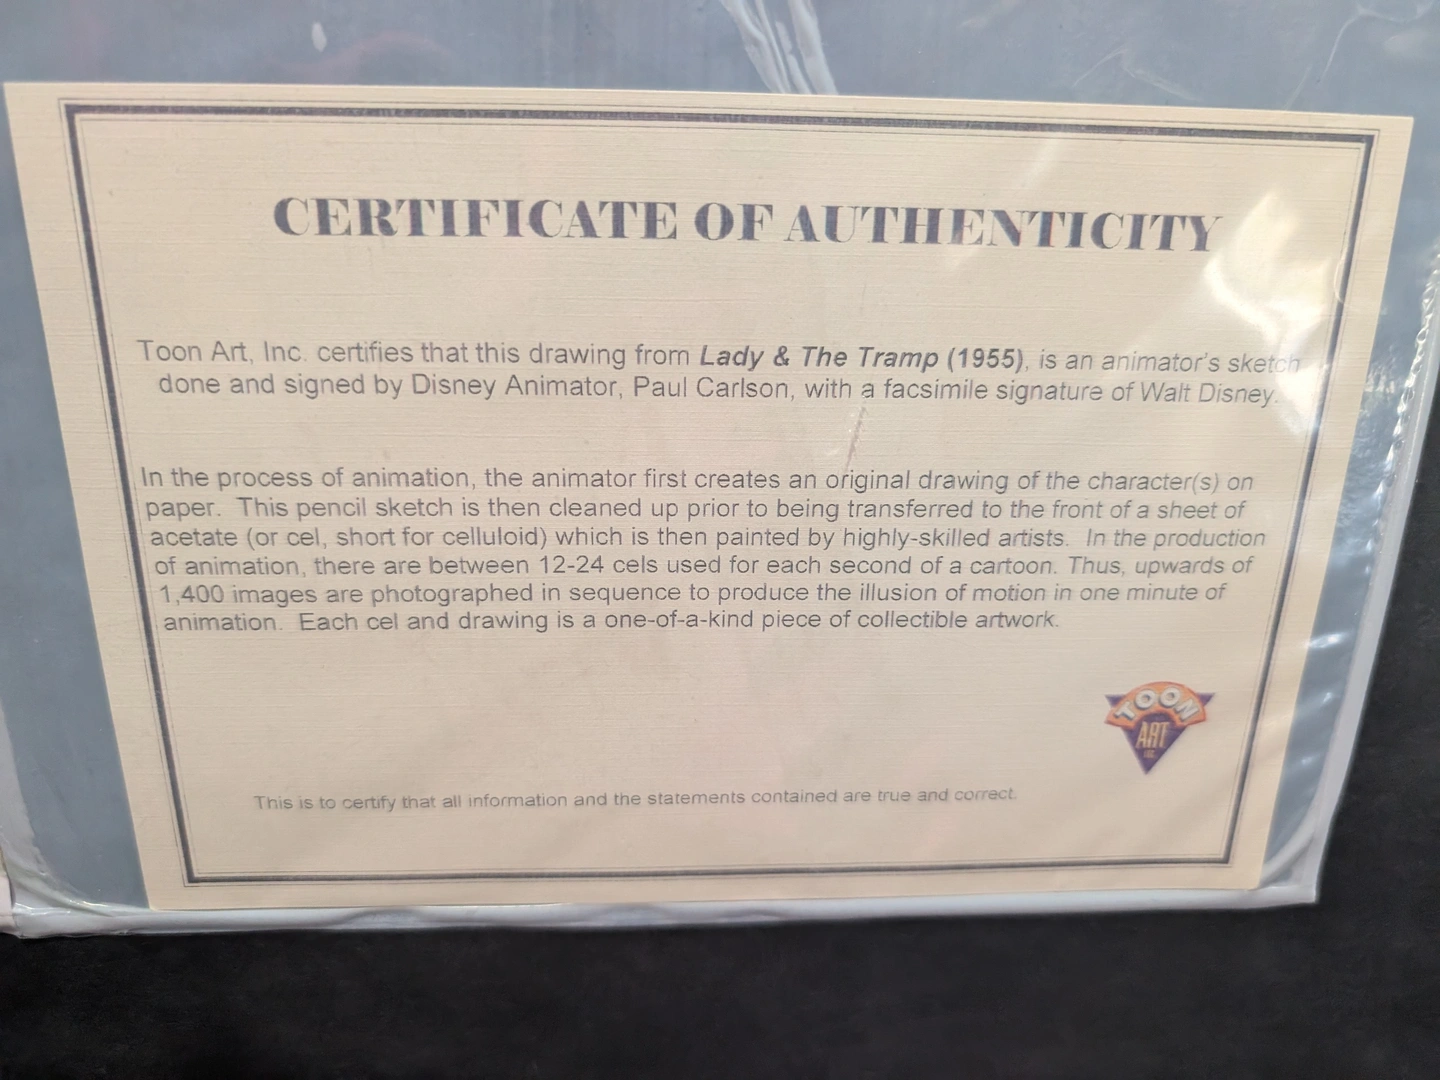 CERTIFICATE OF AUTHENTICITY
Toon Art, Inc. certifies that this drawing from Lady & The Tramp (1955), is an animator's sketch
done and signed by Disney Animator, Paul Carlson, with a facsimile signature of Walt Disney.
In the process of animation, the animator first creates an original drawing of the character(s) on
paper. This pencil sketch is then cleaned up prior to being transferred to the front of a sheet of
acetate (or cel, short for celluloid) which is then painted by highly-skilled artists. In the production
of animation, there are between 12-24 cels used for each second of a cartoon. Thus, upwards of
1,400 images are photographed in sequence to produce the illusion of motion in one minute of
animation. Each cel and drawing is a one-of-a-kind piece of collectible artwork.
TOON
ART
INC.
This is to certify that all information and the statements contained are true and correct.